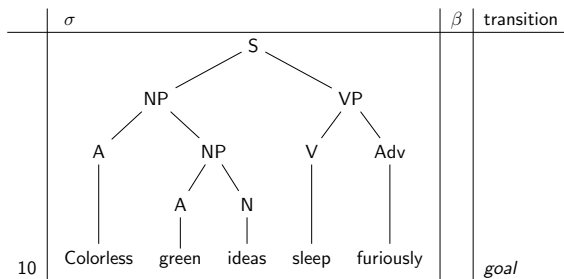 σ β transition
S
NP VP
A NP V Adv
A N
Colorless green ideas sleep furiously
10 goal